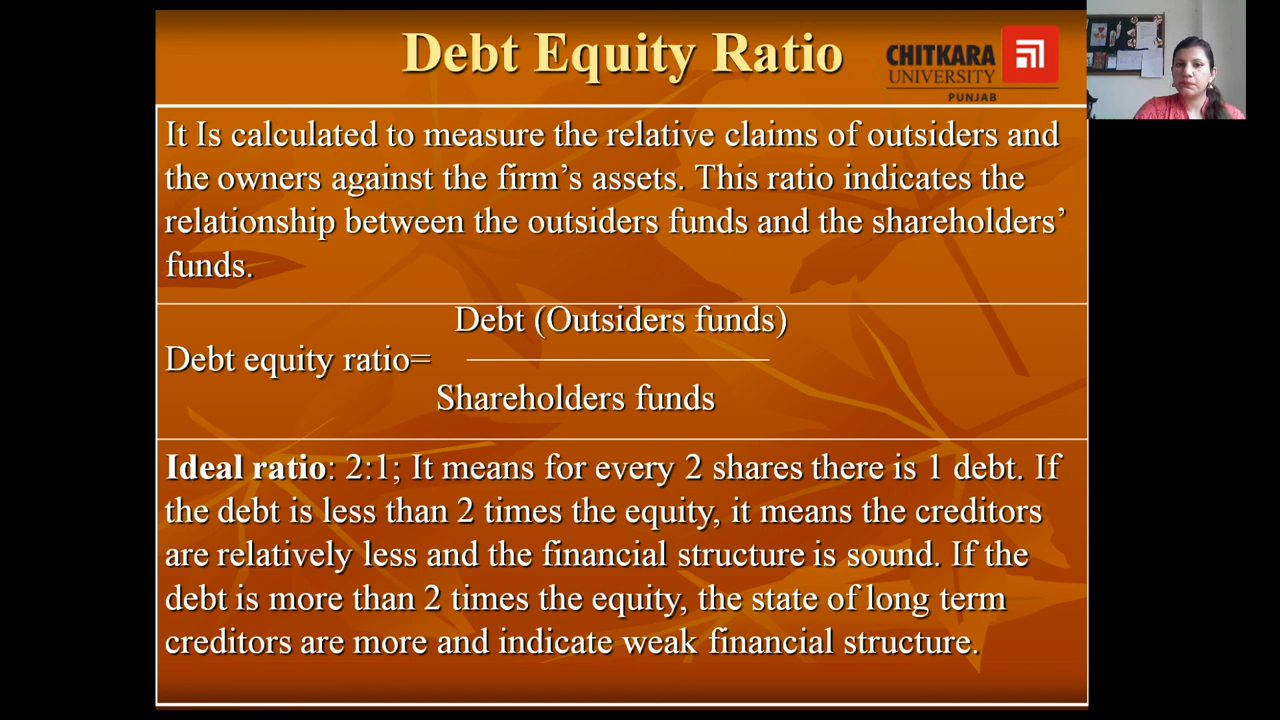 Debt Equity Ratio
CHITKARA
UNIVERSITY
PUNJAB
It Is calculated to measure the relative claims of outsiders and
the owners against the firm’s assets. This ratio indicates the
relationship between the outsiders funds and the shareholders’
funds.
Debt (Outsiders funds)
Debt equity ratio=
Shareholders funds
Ideal ratio: 2:1; It means for every 2 shares there is 1 debt. If
the debt is less than 2 times the equity, it means the creditors
are relatively less and the financial structure is sound. If the
debt is more than 2 times the equity, the state of long term
creditors are more and indicate weak financial structure.